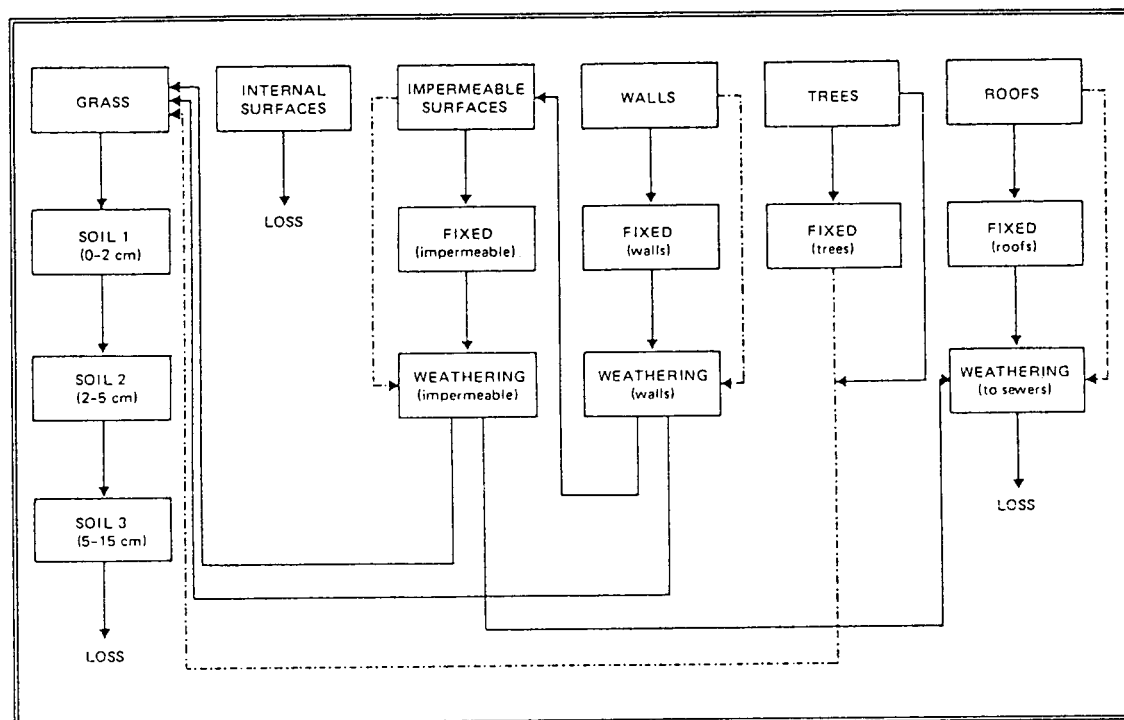 GRASS
INTERNAL
SURFACES
IMPERMEABLE
SURFACES
WALLS
TREES
ROOFS
LOSS
SOIL 1
(0-2 cm)
FIXED
(impermeable)
FIXED
(walls)
FIXED
(trees)
FIXED
(roofs)
SOIL 2
(2-5 cm)
WEATHERING
(impermeable)
WEATHERING
(walls)
WEATHERING
(to sewers)
SOIL 3
(5-15 cm)
LOSS
LOSS